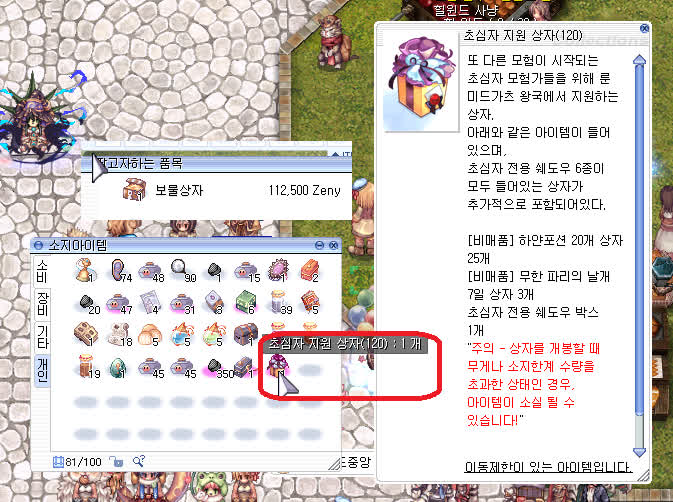 힐윈드 사냥
초심자 지원 상자(120)
또 다른 모험이 시작되는
초심자 모험가들을 위해 룬
미드가츠 왕국에서 지원하는
상자.
아래와 같은 아이템이 들어
있으며,
초심자 전용 쉐도우 6종이
모두 들어있는 상자가
추가적으로 포함되어있다.
[비매품] 하얀포션 20개 상자
25개
[비매품] 무한 파리의 날개
7일 상자 3개
초심자 전용 쉐도우 박스
1개
"주의 - 상자를 개봉할 때
무게나 소지한계 수량을
초과한 상태인 경우,
아이템이 소실 될 수
있습니다!"
이동제한이 있는 아이템입니다.
팔고자하는 품목
보물상자 112,500 Zeny
소지아이템
소비
장비
기타
개인
1 74 48 90 1 15 1 2
20 47 4 31 3 6 39 5
1 18 5 5 5 1
초심자 지원 상자(120) : 1 개
19 1 45 45 350 1 1
81/100
도중앙